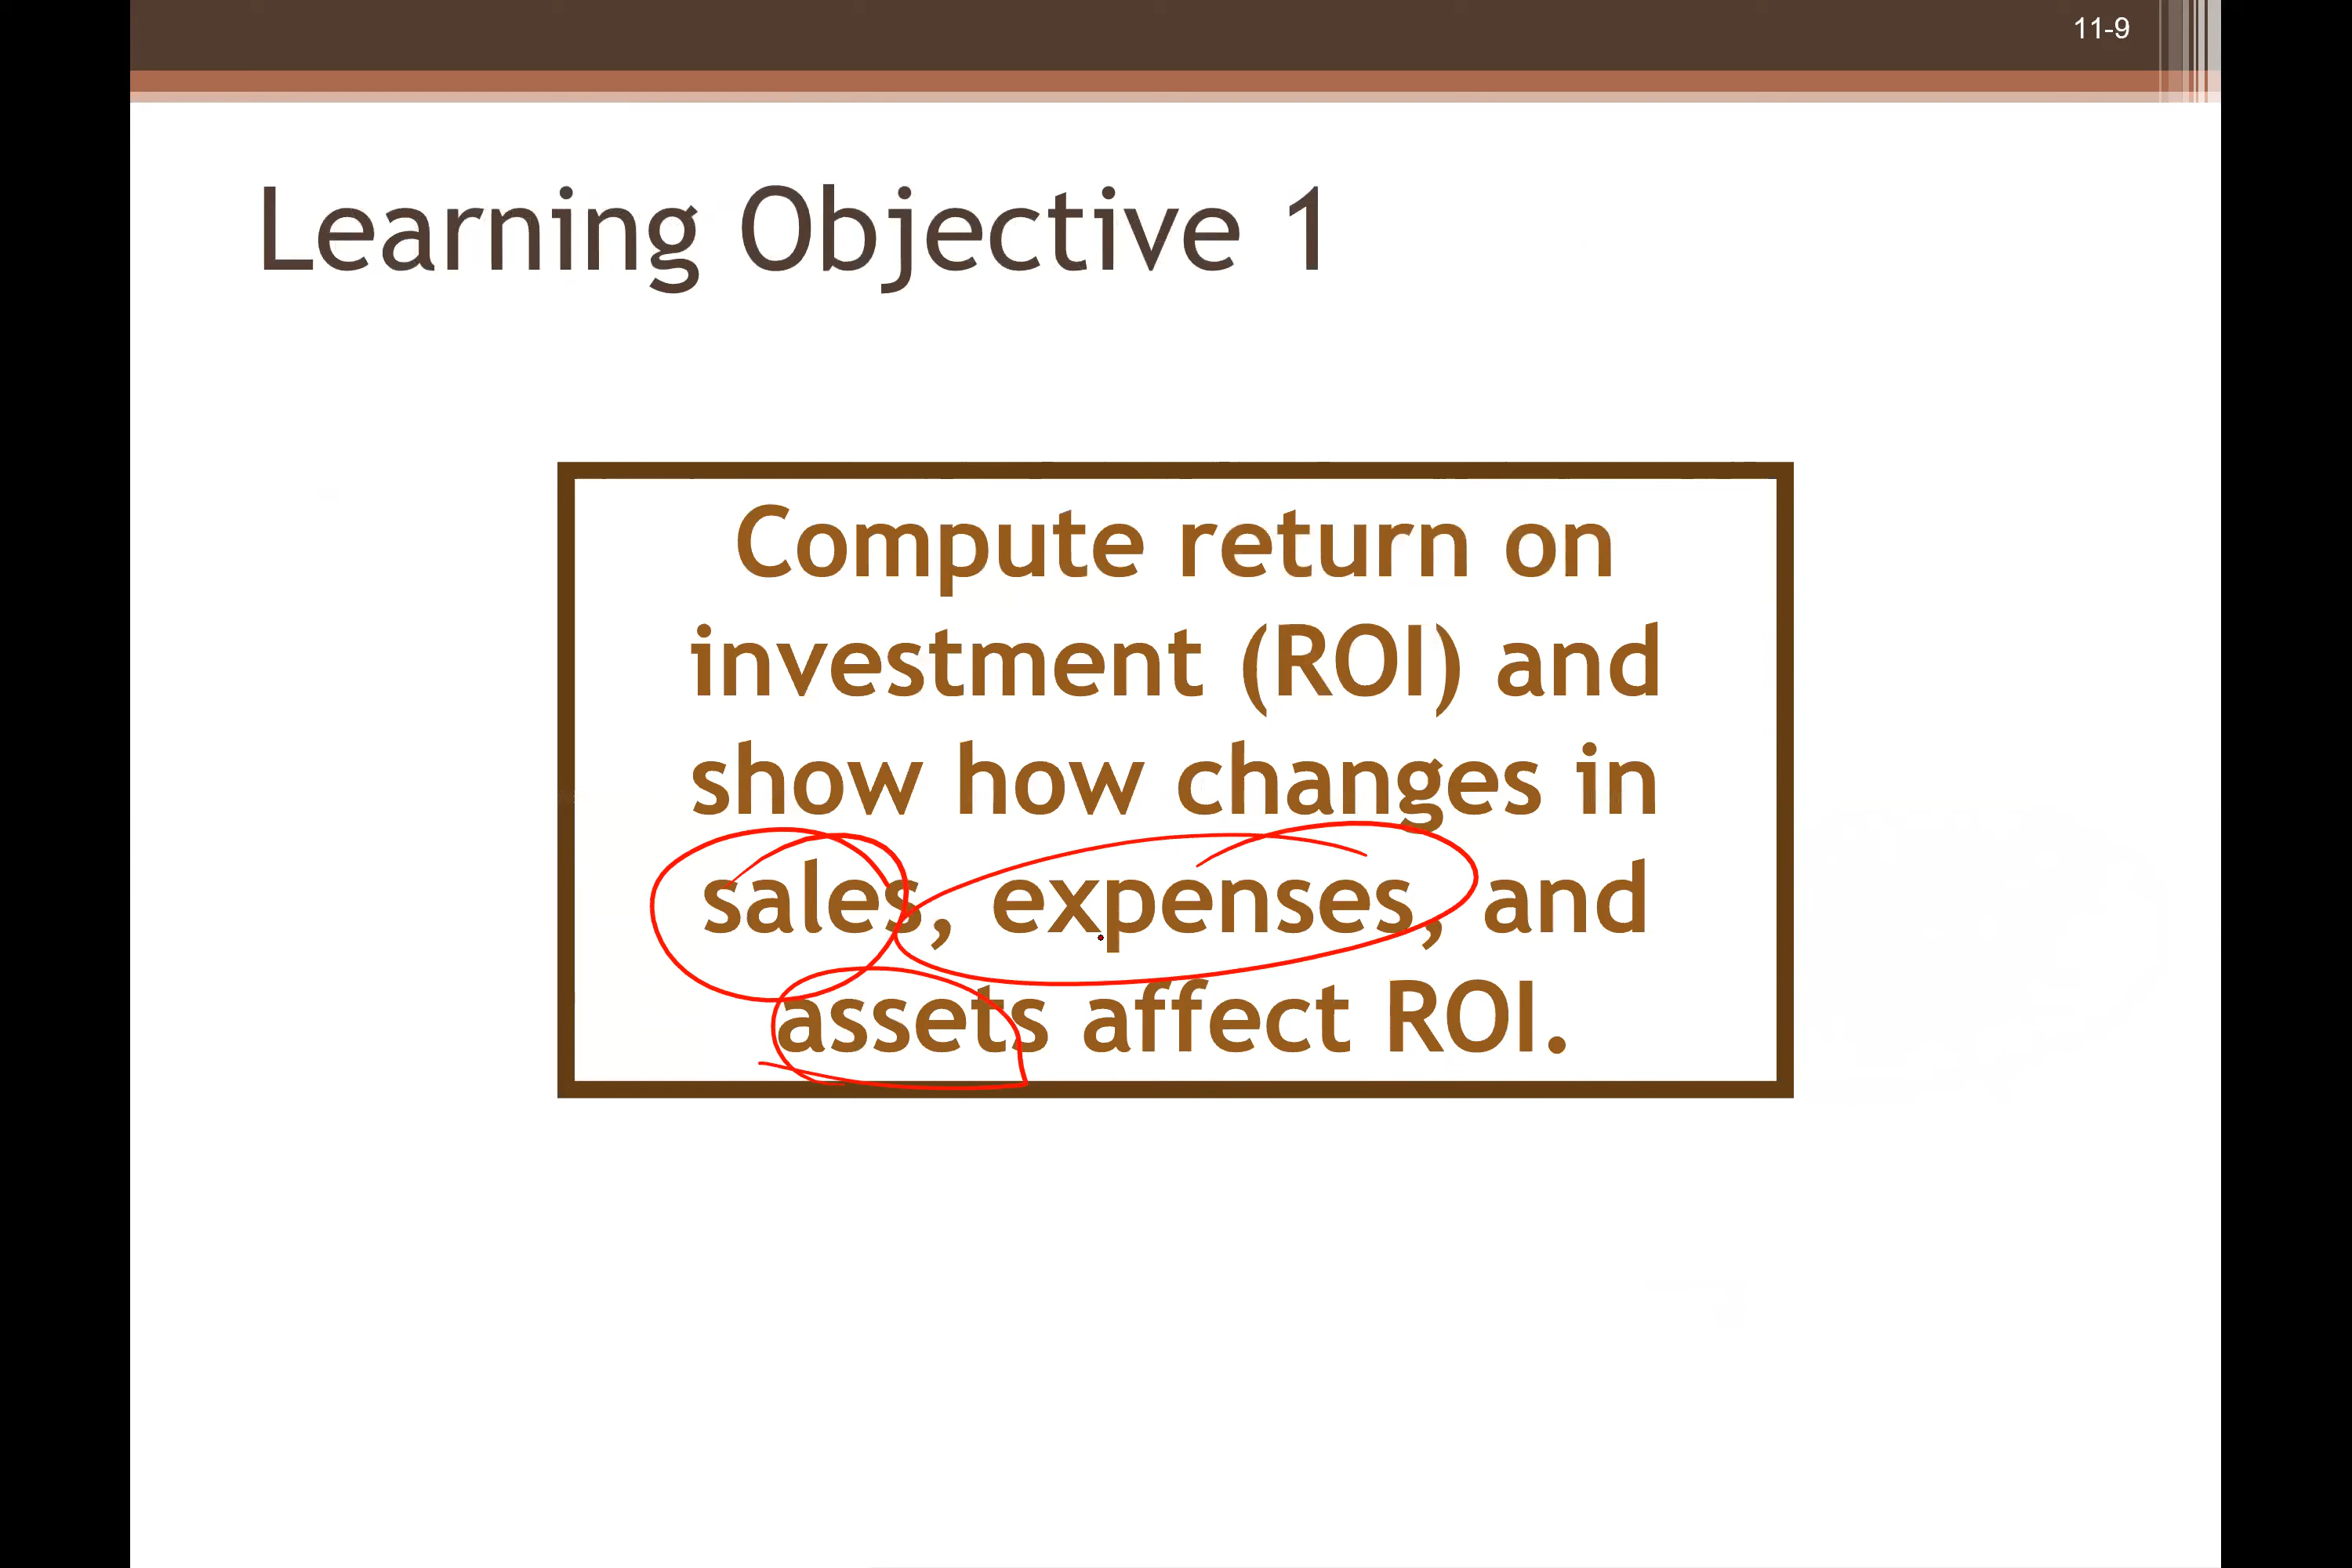 11-9
Learning Objective 1
Compute return on
investment (ROI) and
show how changes in
sales, expenses, and
assets affect ROI.